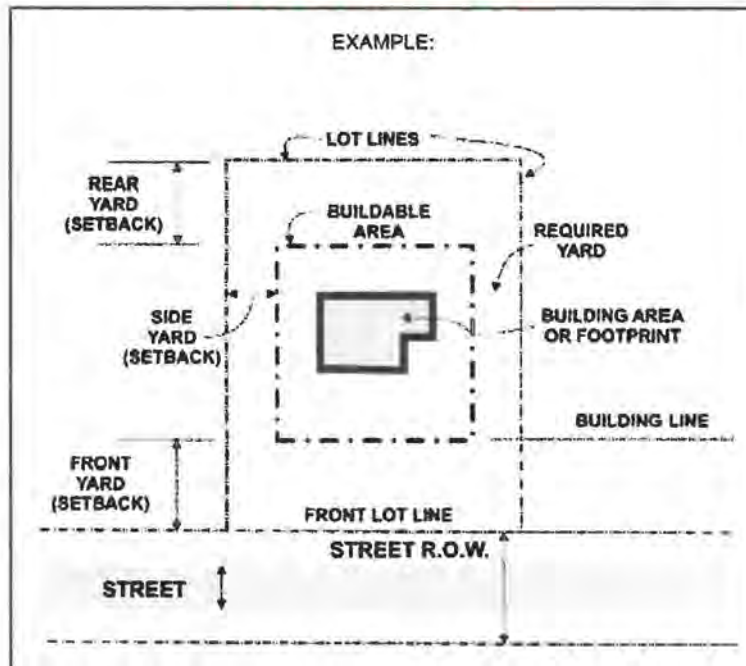 EXAMPLE:
LOT LINES
REAR
YARD
(SETBACK)
BUILDABLE
AREA
REQUIRED
YARD
SIDE
YARD
(SETBACK)
BUILDING AREA
OR FOOTPRINT
BUILDING LINE
FRONT
YARD
(SETBACK)
FRONT LOT LINE
STREET R.O.W.
STREET